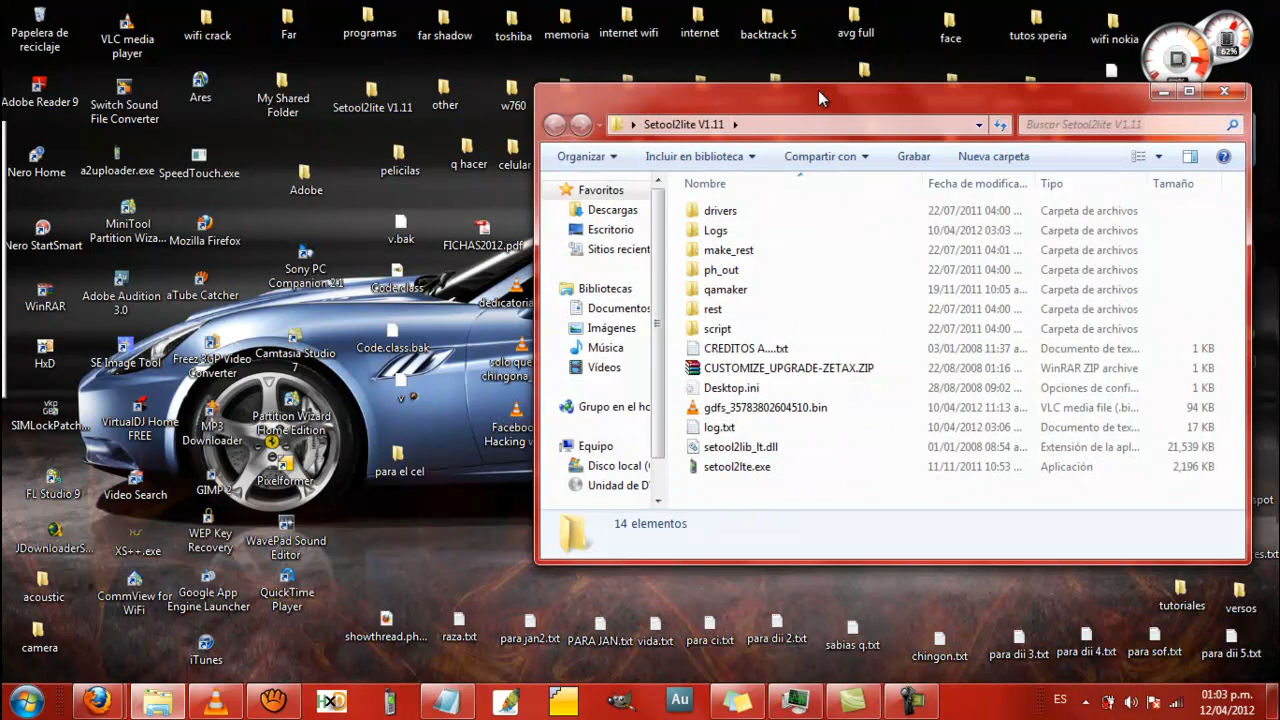 Papelera de reciclaje
VLC media player
wifi crack
Far
programas
far shadow
toshiba
memoria
internet wifi
internet
backtrack 5
avg full
face
tutos xperia
wifi nokia
62%
Adobe Reader 9
Switch Sound File Converter
Ares
My Shared Folder
Setool2lite V1.11
other
w760
Nero Home
a2uploader.exe
SpeedTouch.exe
Adobe
pelicilas
q hacer
celular
Nero StartSmart
MiniTool Partition Wiza...
Mozilla Firefox
Sony PC Companion 2.1
v.bak
FICHAS2012.pdf
WinRAR
Adobe Audition 3.0
aTube Catcher
Code.class
dedicatoria
HxD
SE Image Tool
Freez 3GP Video Converter
Camtasia Studio 7
Code.class.bak
SIMLockPatch...
VirtualDJ Home FREE
MP3 Downloader
Partition Wizard Home Edition
v
FL Studio 9
Video Search
GIMP 2
Pixelformer
para el cel
JDownloaderS...
XS++.exe
WEP Key Recovery
WavePad Sound Editor
acoustic
CommView for WiFi
Google App Engine Launcher
QuickTime Player
camera
iTunes
showthread.ph...
raza.txt
para jan2.txt
PARA JAN.txt
vida.txt
para ci.txt
para dii 2.txt
sabias q.txt
chingon.txt
para dii 3.txt
para dii 4.txt
para sof.txt
para dii 5.txt
tutoriales
versos
Setool2lite V1.11
Buscar Setool2lite V1.11
Organizar
Incluir en biblioteca
Compartir con
Grabar
Nueva carpeta
Favoritos
Descargas
Escritorio
Sitios recient
Bibliotecas
Documentos
Imágenes
Música
Vídeos
Grupo en el ho
Equipo
Disco local (
Unidad de D
Nombre Fecha de modifica... Tipo Tamaño
drivers 22/07/2011 04:00 ... Carpeta de archivos
Logs 10/04/2012 03:03 ... Carpeta de archivos
make_rest 22/07/2011 04:01 ... Carpeta de archivos
ph_out 22/07/2011 04:00 ... Carpeta de archivos
qamaker 19/11/2011 10:05 ... Carpeta de archivos
rest 22/07/2011 04:00 ... Carpeta de archivos
script 22/07/2011 04:00 ... Carpeta de archivos
CREDITOS A....txt 03/01/2008 11:37 a... Documento de tex... 1 KB
CUSTOMIZE_UPGRADE-ZETAX.ZIP 22/08/2008 01:16 ... WinRAR ZIP archive 1 KB
Desktop.ini 28/08/2008 09:02 ... Opciones de confi... 1 KB
gdfs_35783802604510.bin 10/04/2012 11:13 a... VLC media file (.bi... 94 KB
log.txt 10/04/2012 03:06 ... Documento de tex... 17 KB
setool2lib_lt.dll 01/01/2008 08:54 a... Extensión de la apl... 21,539 KB
setool2lte.exe 11/11/2011 10:53 ... Aplicación 2,196 KB
14 elementos
Au
ES
01:03 p.m.
12/04/2012